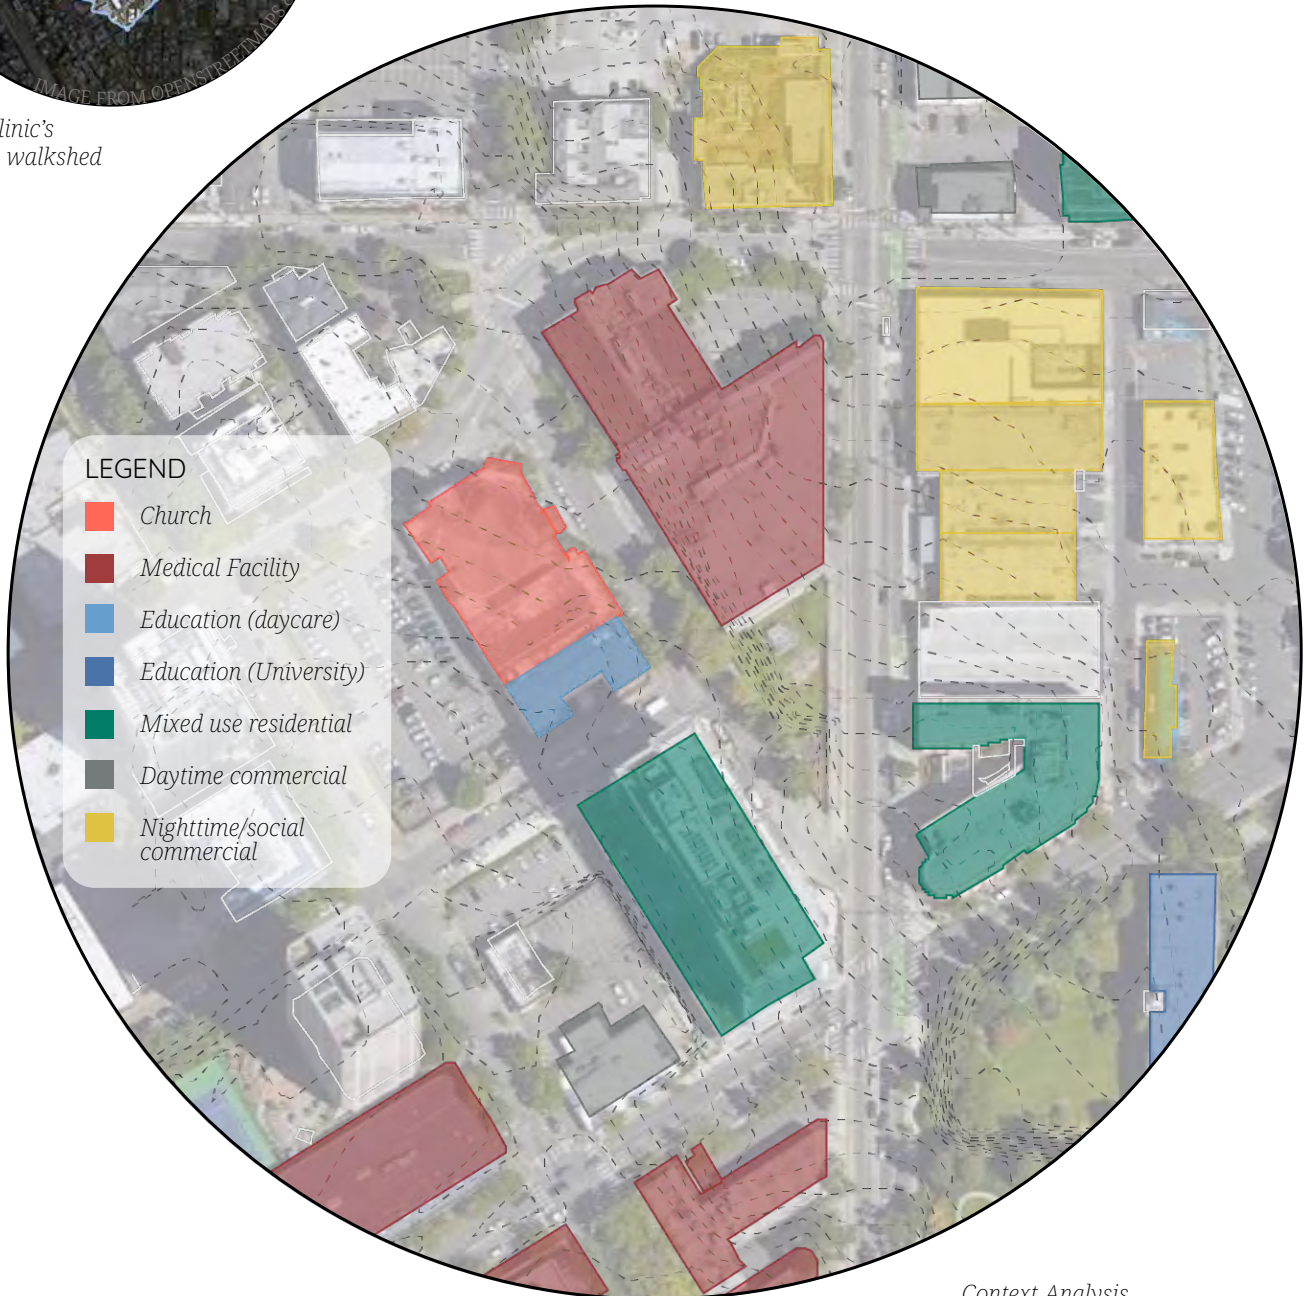 IMAGE FROM OPENSTREETMAPS
linic's
walkshed
LEGEND
Church
Medical Facility
Education (daycare)
Education (University)
Mixed use residential
Daytime commercial
Nighttime/social
commercial
Context Analysis